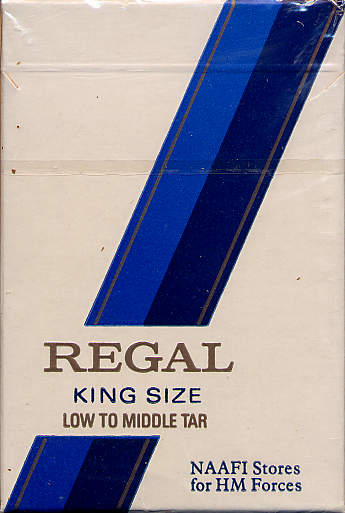 REGAL
KING SIZE
LOW TO MIDDLE TAR
NAAFI Stores
for HM Forces